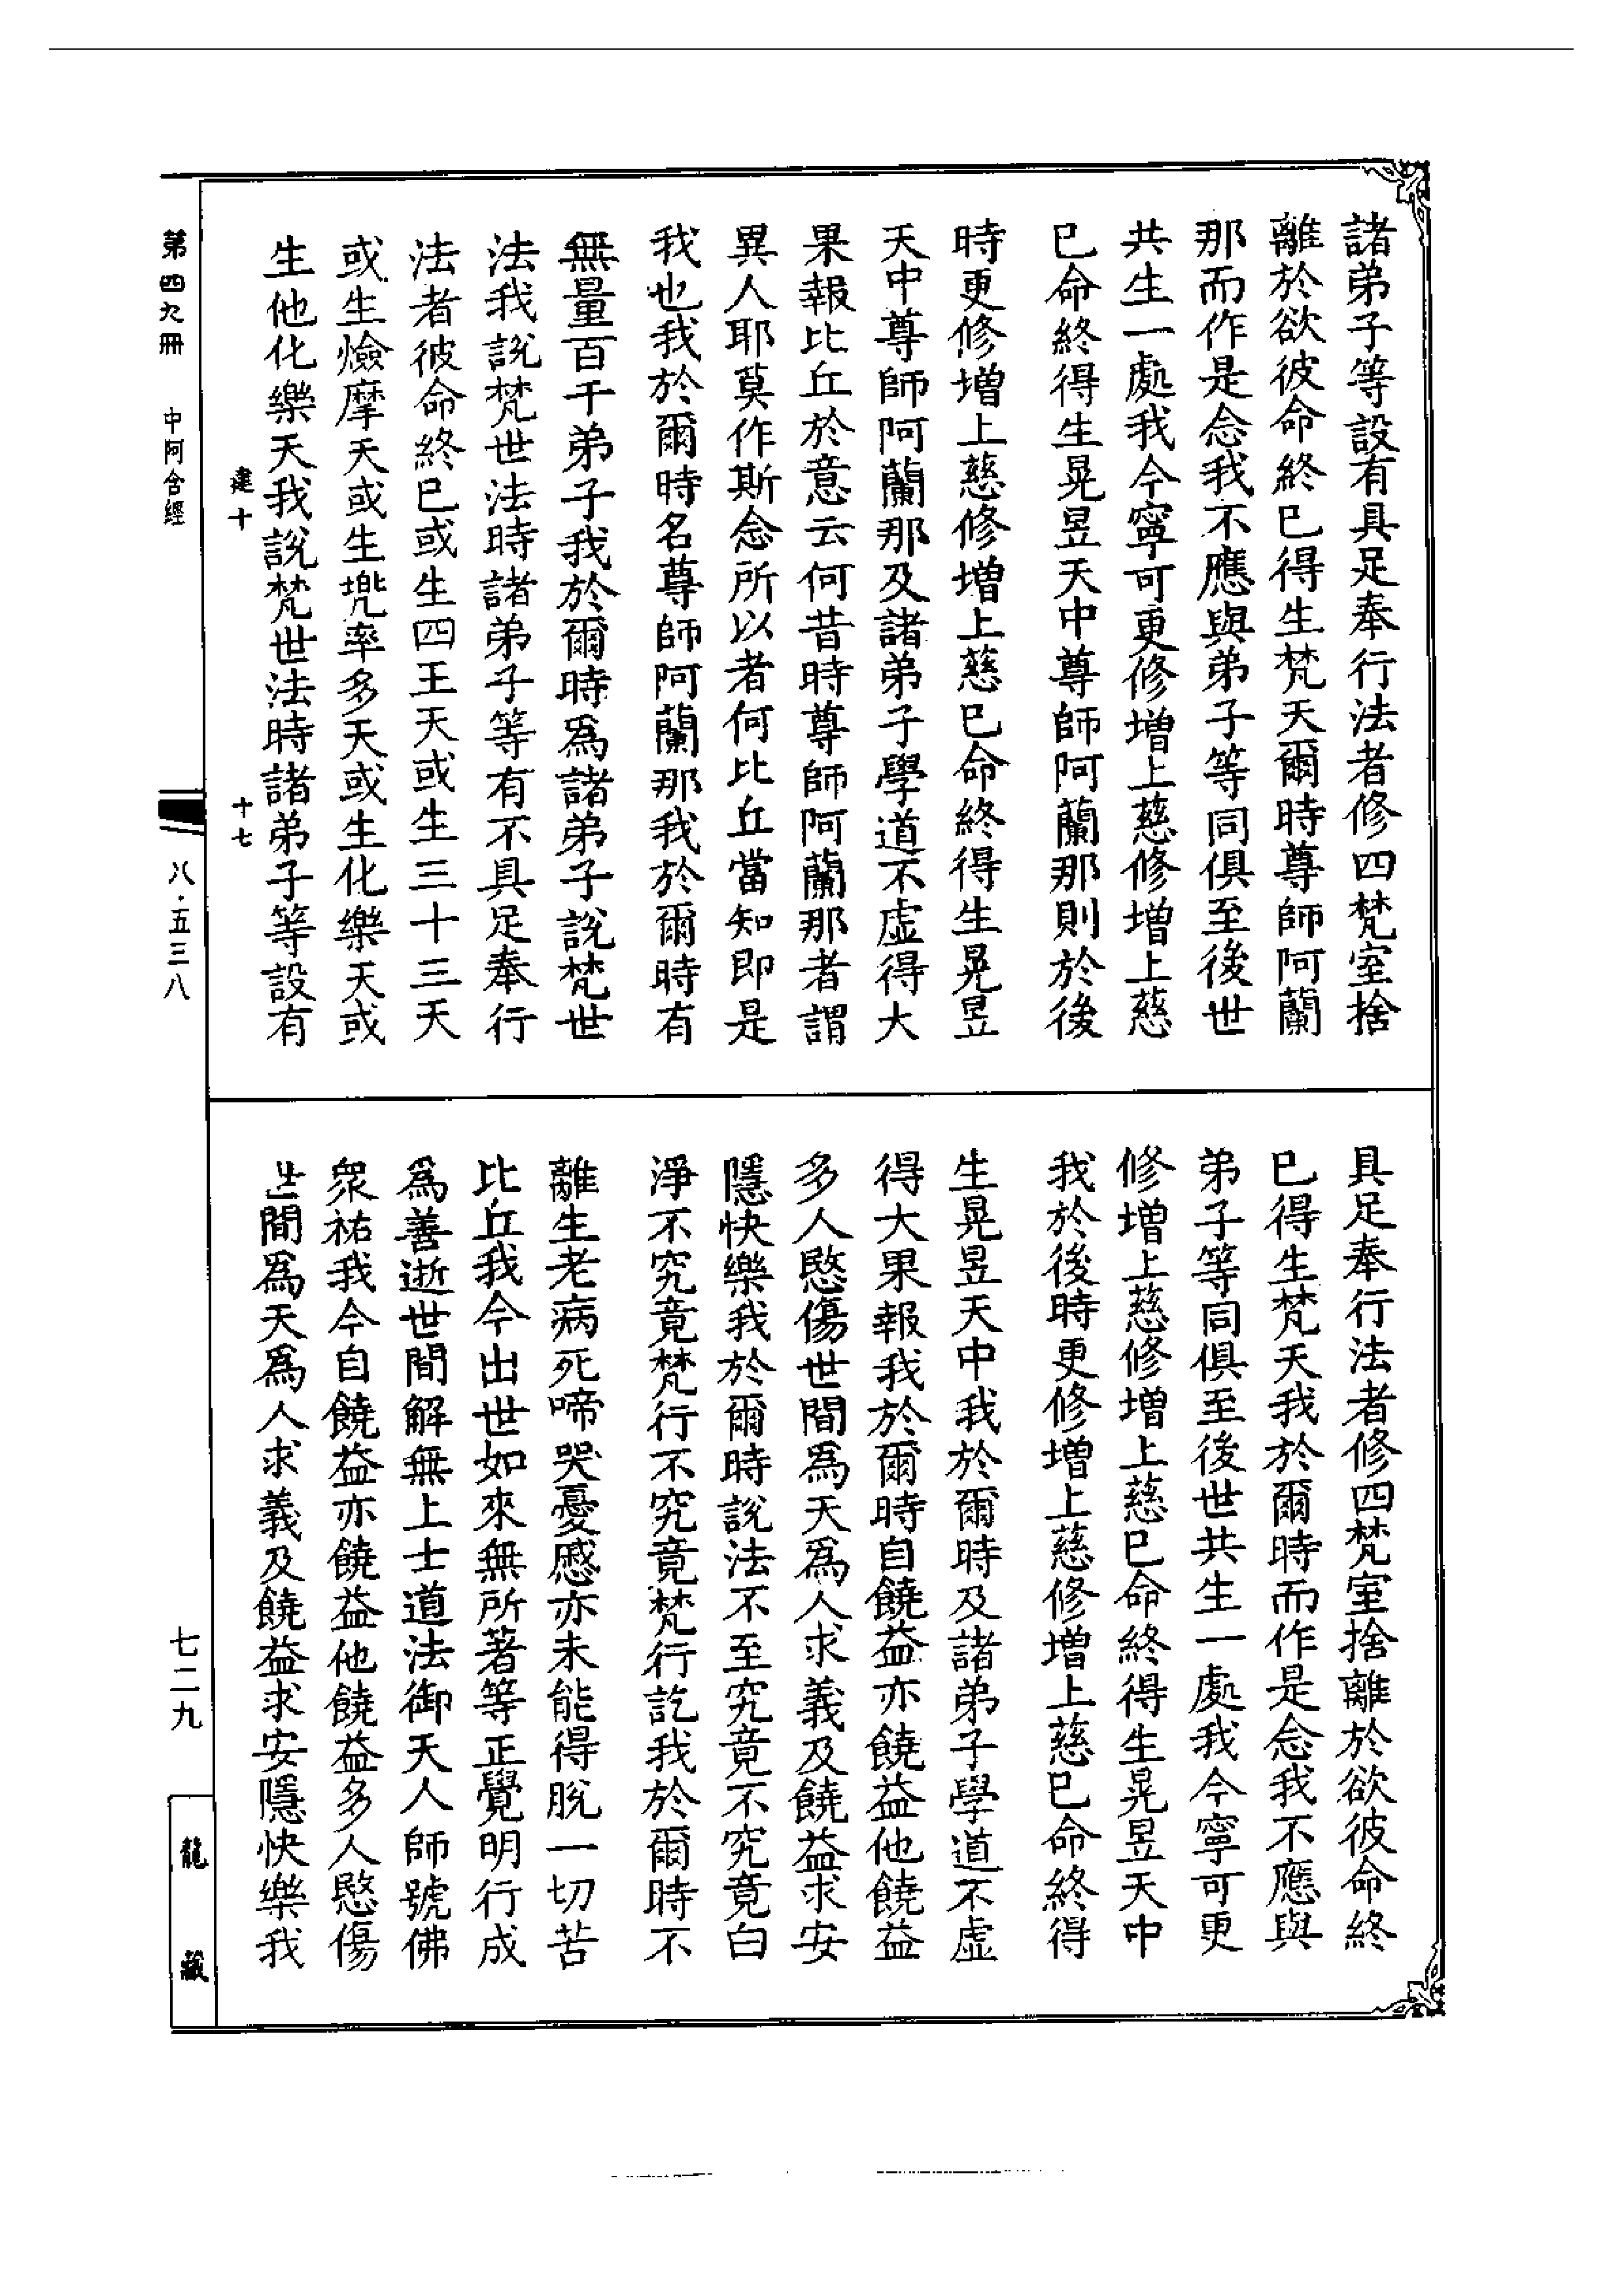 諸弟子等設有具足奉行法者修四梵室捨
離於欲彼命終已得生梵天爾時尊師阿蘭
那而作是念我不應與弟子等同俱至後世
共生一處我今寧可更修增上慈修增上慈
已命終得生晃昱天中尊師阿蘭那則於後
時更修增上慈修增上慈已命終得生晃昱
天中尊師阿蘭那及諸弟子學道不虛得大
果報比丘於意云何昔時尊師阿蘭那者謂
異人耶莫作斯念所以者何比丘當知即是
我也我於爾時名尊師阿蘭那我於爾時有
無量百千弟子我於爾時爲諸弟子說梵世
法我說梵世法時諸弟子等有不具足奉行
法者彼命終已或生四王天或生三十三天
或生㷿摩天或生兠率多天或生化樂天或
生他化樂天我說梵世法時諸弟子等設有
建十
十七
具足奉行法者修四梵室捨離於欲彼命終
已得生梵天我於爾時而作是念我不應與
弟子等同俱至後世共生一處我今寧可更
修增上慈修增上慈已命終得生晃昱天中
我於後時更修增上慈修增上慈已命終得
生晃昱天中我於爾時及諸弟子學道不虛
得大果報我於爾時自饒益亦饒益他饒益
多人愍傷世間爲天爲人求義及饒益求安
隱快樂我於爾時說法不至究竟不究竟白
淨不究竟梵行不究竟梵行訖我於爾時不
離生老病死啼哭憂慼亦未能得脫一切苦
比丘我今出世如來無所著等正覺明行成
爲善逝世間解無上士道法御天人師號佛
衆祐我今自饒益亦饒益他饒益多人愍傷
世間爲天爲人求義及饒益求安隱快樂我
第四九冊　中阿含經
八·五三八
七二九
龍藏